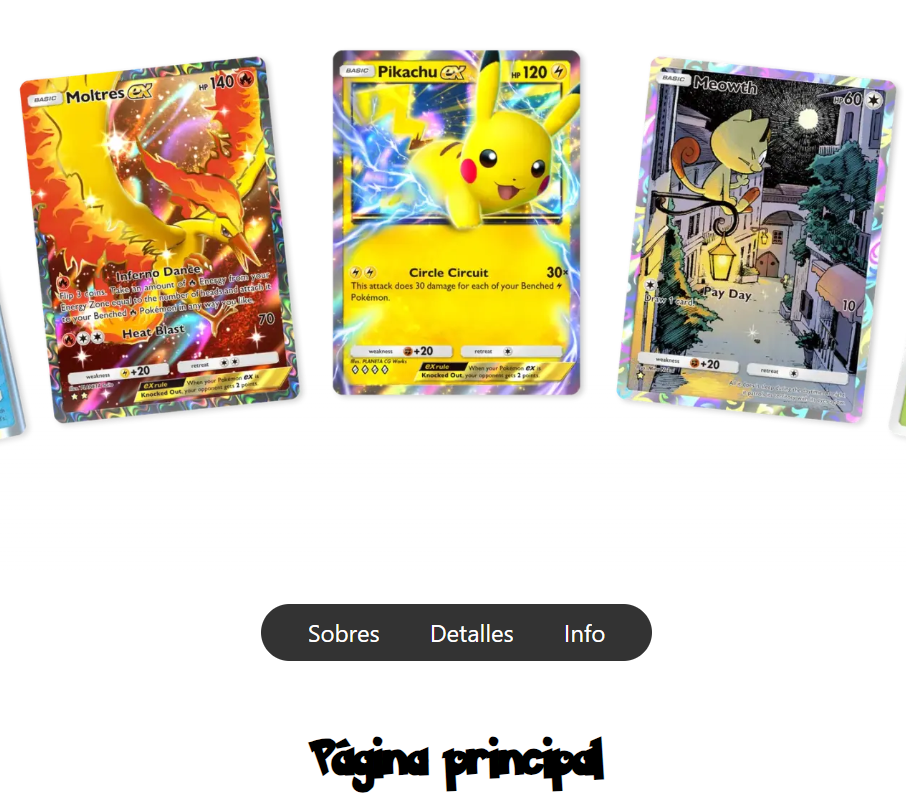 BASIC Moltres ex HP 140
Inferno Dance
Flip 3 coins. Take an amount of Energy from your
Energy Zone equal to the number of heads and attach it
to your Benched Pokémon in any way you like.
Heat Blast 70
weakness +20 retreat
ex rule When your Pokémon ex is
Knocked Out, your opponent gets 2 points.
BASIC Pikachu ex HP 120
Circle Circuit 30×
This attack does 30 damage for each of your Benched
Pokémon.
weakness +20 retreat
Illus. PLANETA CG Works
ex rule When your Pokémon ex is
Knocked Out, your opponent gets 2 points.
BASIC Meowth HP 60
Pay Day 10
Draw 1 card.
weakness +20 retreat
Sobres Detalles Info
Página principal